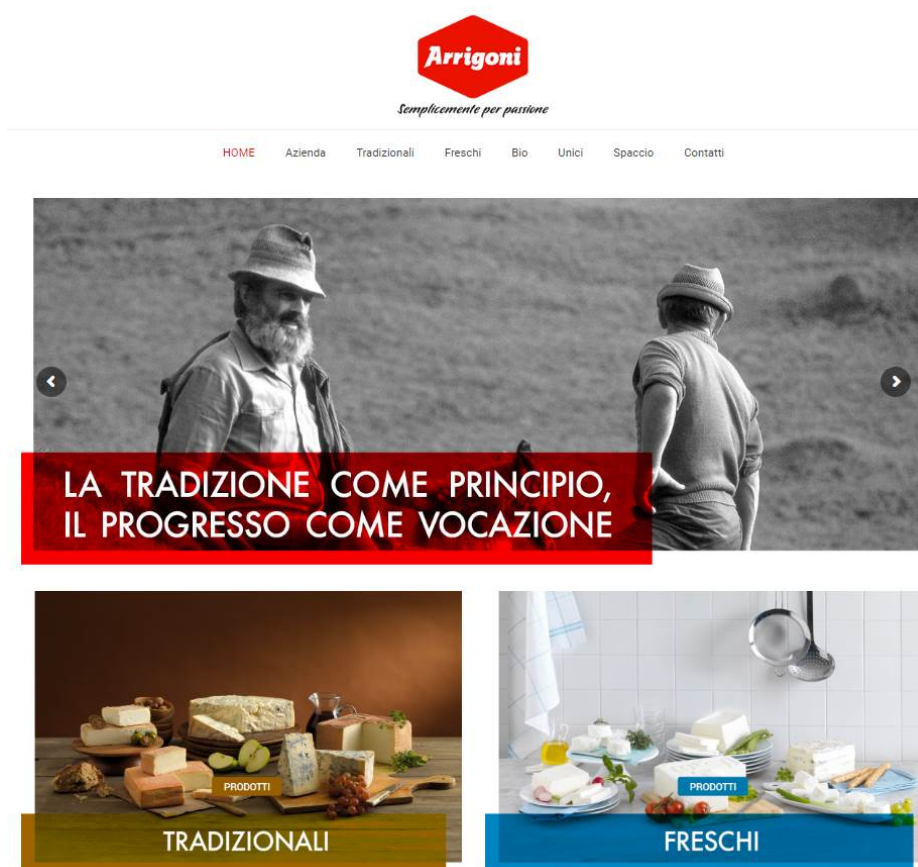 Arrigoni
Semplicemente per passione
HOME Azienda Tradizionali Freschi Bio Unici Spaccio Contatti
LA TRADIZIONE COME PRINCIPIO,
IL PROGRESSO COME VOCAZIONE
PRODOTTI
TRADIZIONALI
PRODOTTI
FRESCHI